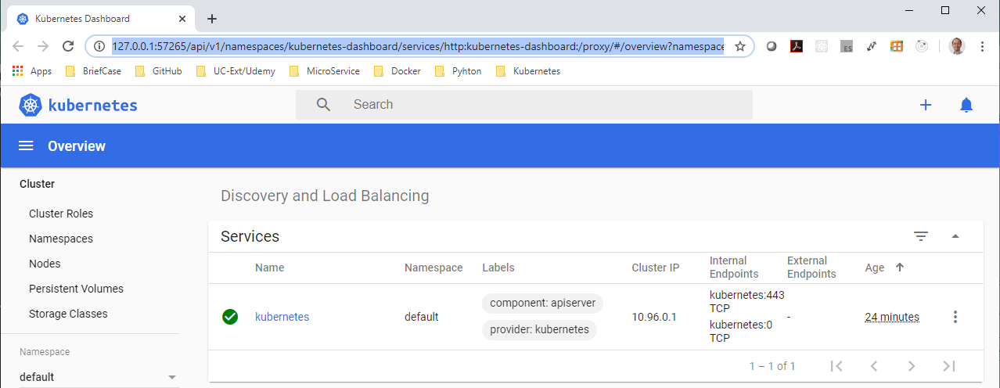 Kubernetes Dashboard
127.0.0.1:57265/api/v1/namespaces/kubernetes-dashboard/services/http:kubernetes-dashboard:/proxy/#/overview?namespace
ES
Apps BriefCase GitHub UC-Ext/Udemy MicroService Docker Pyhton Kubernetes
kubernetes
Search
Overview
Cluster
Cluster Roles
Namespaces
Nodes
Persistent Volumes
Storage Classes
Namespace
default
Discovery and Load Balancing
Services
Name Namespace Labels Cluster IP Internal Endpoints External Endpoints Age
kubernetes default component: apiserver provider: kubernetes 10.96.0.1 kubernetes:443 TCP kubernetes:0 TCP - 24 minutes
1 – 1 of 1